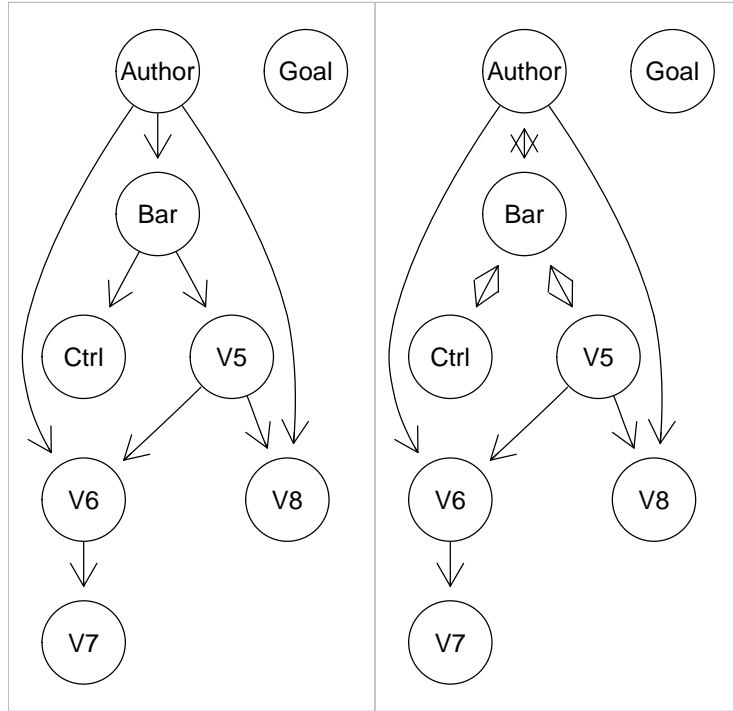 Author
Goal
Bar
Ctrl
V5
V6
V8
V7
Author
Goal
Bar
Ctrl
V5
V6
V8
V7